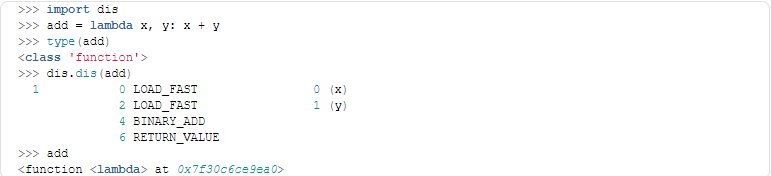 >>> import dis
>>> add = lambda x, y: x + y
>>> type(add)
<class 'function'>
>>> dis.dis(add)
  1           0 LOAD_FAST                0 (x)
              2 LOAD_FAST                1 (y)
              4 BINARY_ADD
              6 RETURN_VALUE
>>> add
<function <lambda> at 0x7f30c6ce9ea0>